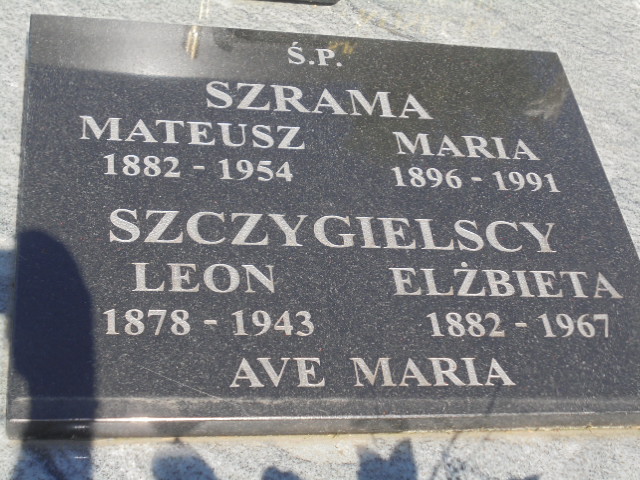 Ś.P.
SZRAMA
MATEUSZ MARIA
1882 - 1954 1896 - 1991
SZCZYGIELSCY
LEON ELŻBIETA
1878 - 1943 1882 - 1967
AVE MARIA